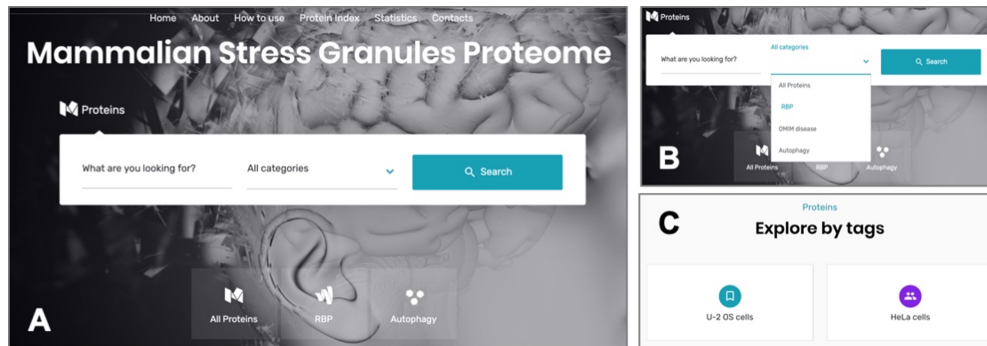 Home About How to use Protein Index Statistics Contacts
Mammalian Stress Granules Proteome
Proteins
What are you looking for? All categories Search
All Proteins RBP Autophagy
A
Proteins
All categories
What are you looking for? Search
All Proteins
RBP
OMIM disease
Autophagy
B
All Proteins RBP Autophagy
Proteins
C Explore by tags
U-2 OS cells HeLa cells